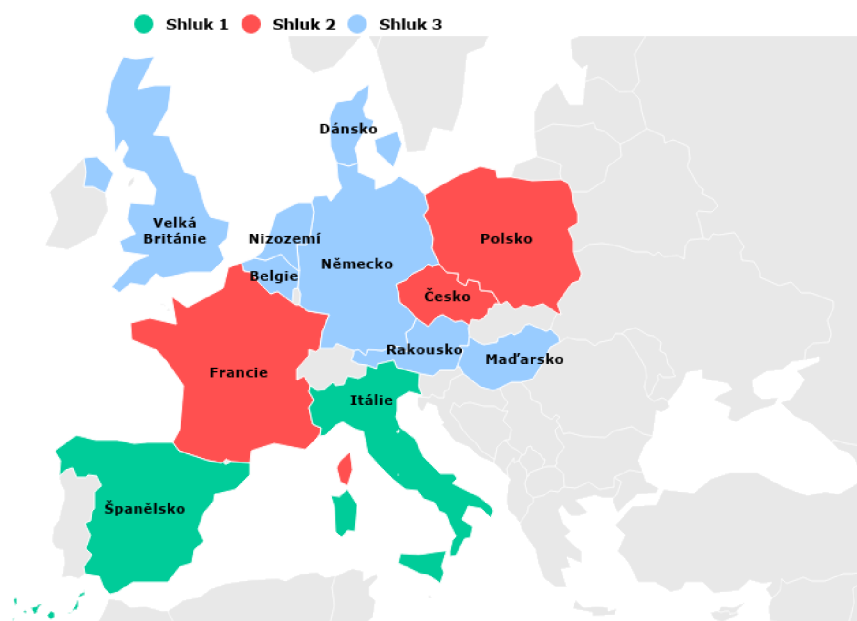 Shluk 1 Shluk 2 Shluk 3
Dánsko
Velká
Británie
Nizozemí
Polsko
Německo
Belgie
Česko
Rakousko
Maďarsko
Francie
Itálie
Španělsko